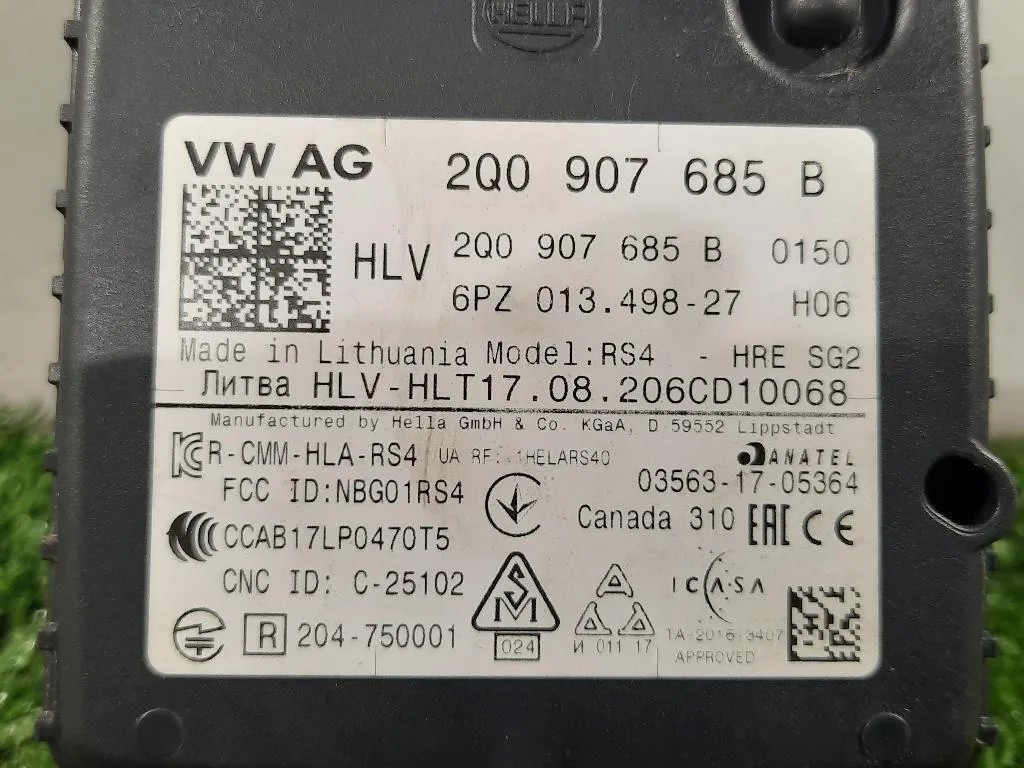 HELLA
VW AG 2Q0 907 685 B
HLV 2Q0 907 685 B 0150
6PZ 013.498-27 H06
Made in Lithuania Model:RS4 - HRE SG2
Литва HLV-HLT17.08.206CD10068
Manufactured by Hella GmbH & Co. KGaA, D-59552 Lippstadt
R-CMM-HLA-RS4 UA RF: 1HELARS40 ANATEL
FCC ID:NBG01RS4 03563-17-05364
Canada 310 EAC CE
CCAB17LP0470T5
CNC ID: C-25102 SM ICASA
R 204-750001 024 И 011 17 TA-2016/3407
APPROVED